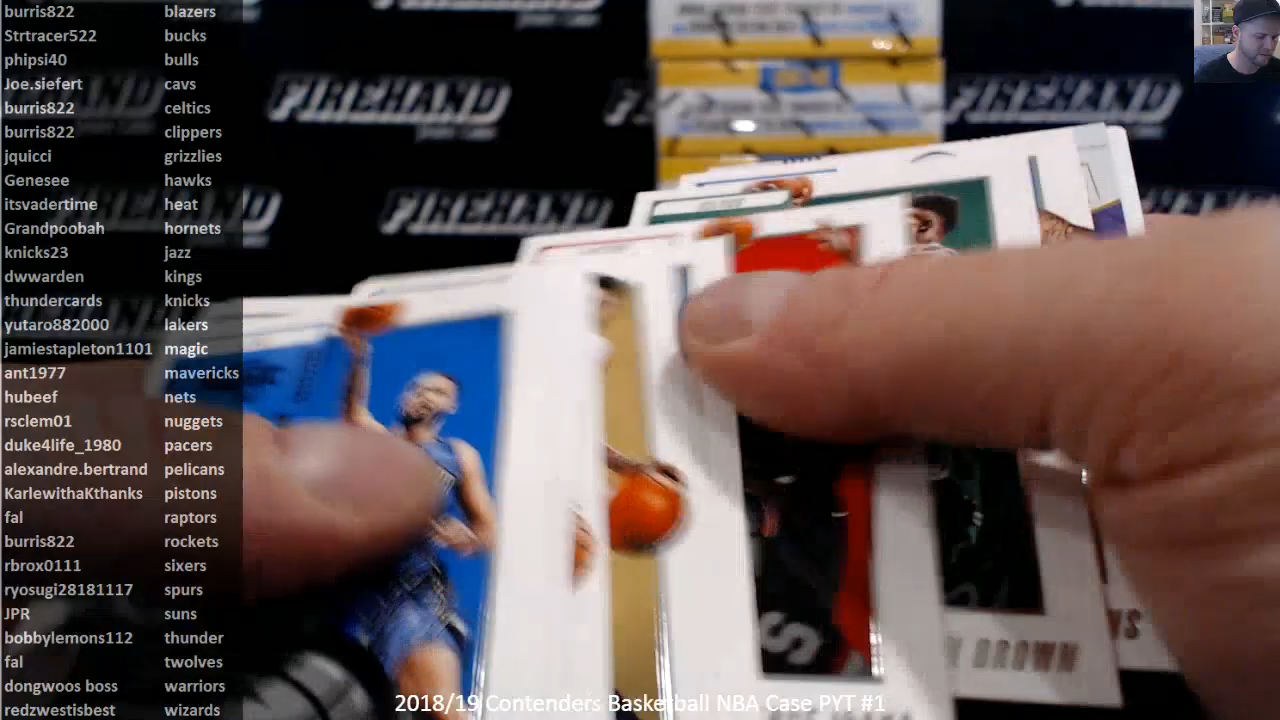 burris822 blazers
Strtracer522 bucks
phipsi40 bulls
Joe.siefert cavs
burris822 celtics
burris822 clippers
jquicci grizzlies
Genesee hawks
itsvadertime heat
Grandpoobah hornets
knicks23 jazz
dwwarden kings
thundercards knicks
yutaro882000 lakers
jamiestapleton1101 magic
ant1977 mavericks
hubeef nets
rsclem01 nuggets
duke4life_1980 pacers
alexandre.bertrand pelicans
KarlewithaKthanks pistons
fal raptors
burris822 rockets
rbrox0111 sixers
ryosugi28181117 spurs
JPR suns
bobbylemons112 thunder
fal twolves
dongwoos boss warriors
redzwestisbest wizards
FIREHAND
FIREHAND
FIREHAND
BROWN
2018/19 Contenders Basketball NBA Case PYT #1